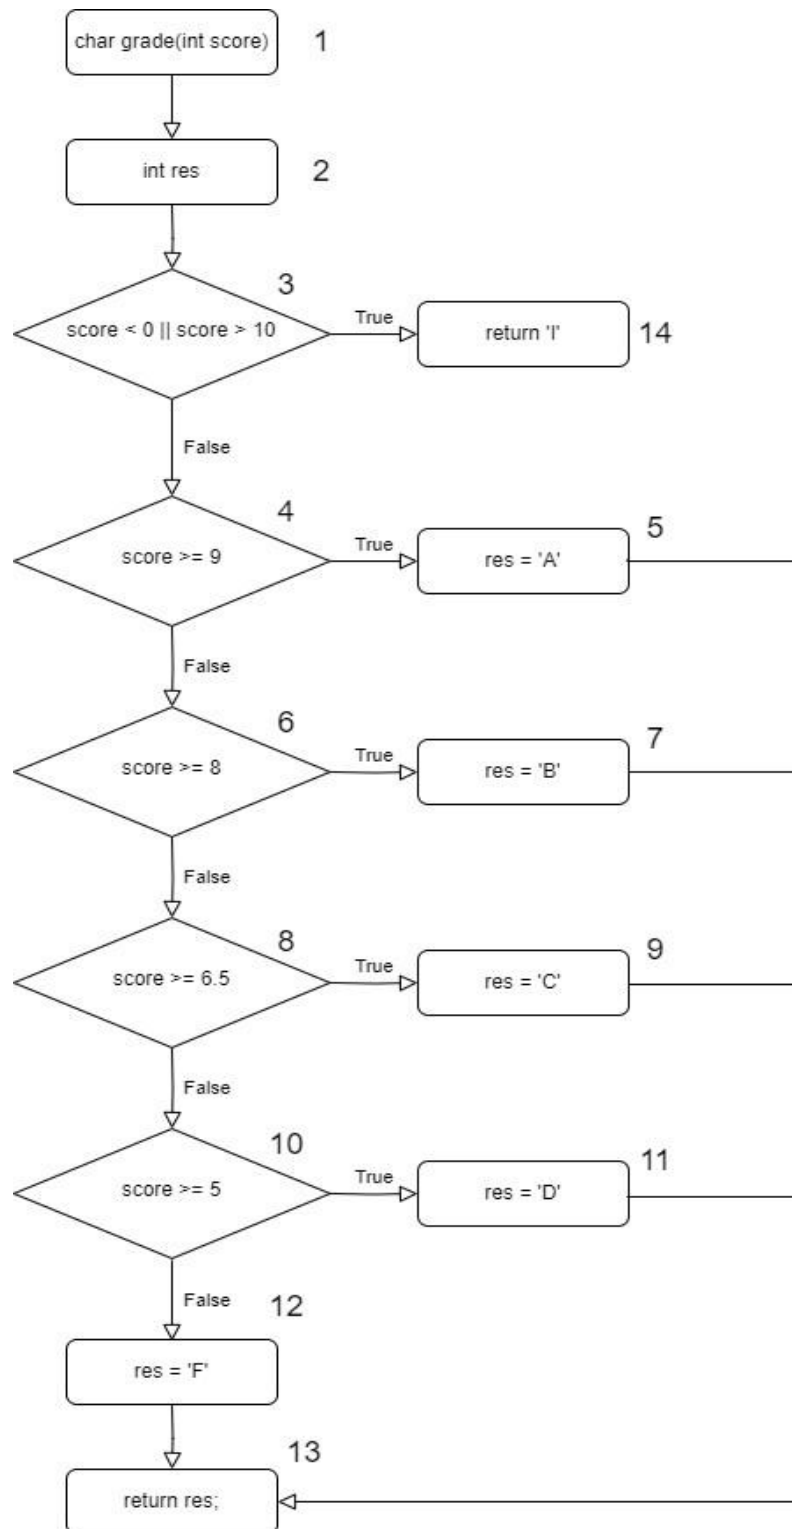 char grade(int score)
1
int res
2
3
score < 0 || score > 10
True
return 'I'
14
False
4
score >= 9
True
res = 'A'
5
False
6
score >= 8
True
res = 'B'
7
False
8
score >= 6.5
True
res = 'C'
9
False
10
score >= 5
True
res = 'D'
11
False
12
res = 'F'
13
return res;